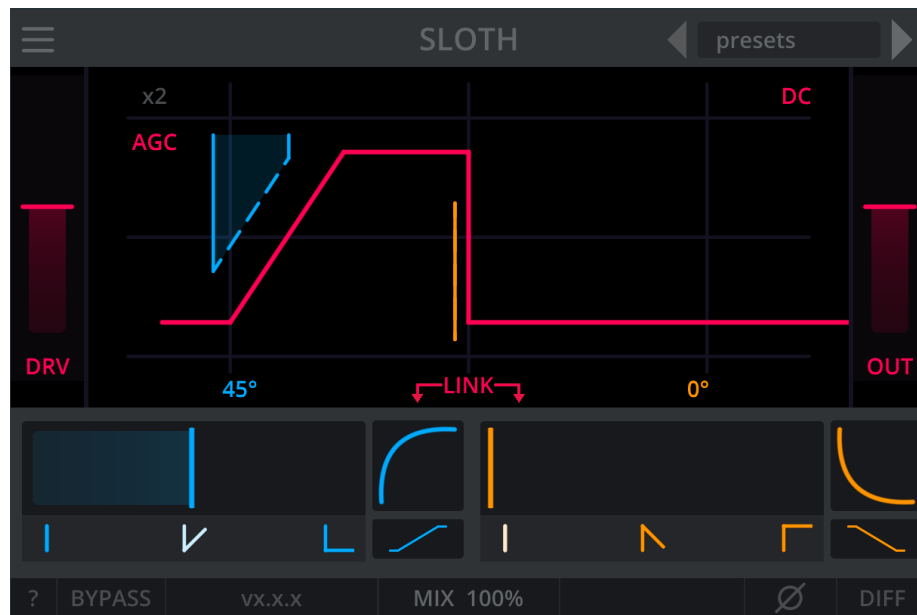 SLOTH
presets
x2
DC
AGC
DRV
OUT
45°
LINK
0°
? BYPASS vx.x.x MIX 100% DIFF